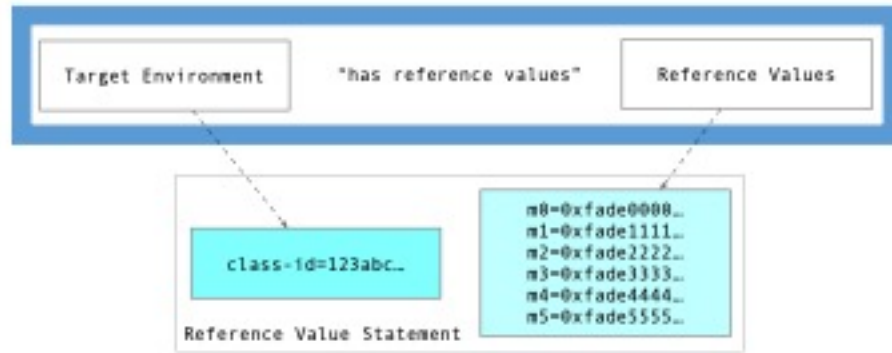 Target Environment
"has reference values"
Reference Values
class-id=123abc…
m0=0xfade0000…
m1=0xfade1111…
m2=0xfade2222…
m3=0xfade3333…
m4=0xfade4444…
m5=0xfade5555…
Reference Value Statement